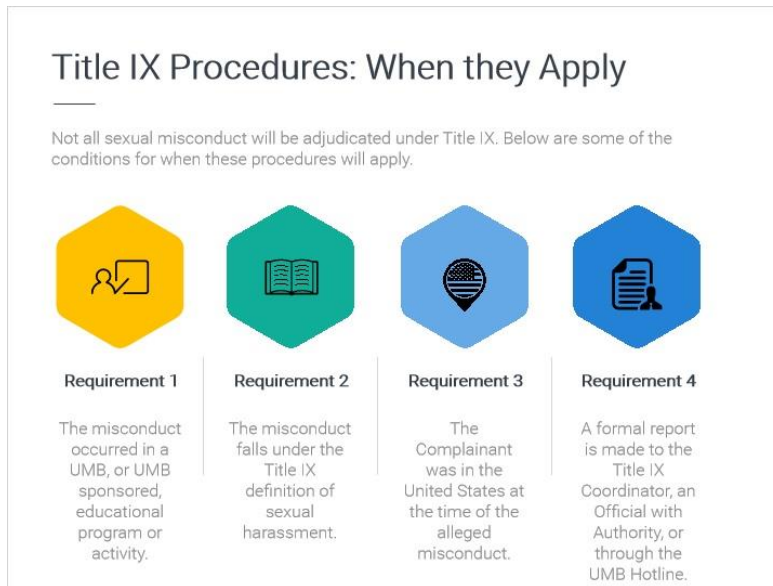 Title IX Procedures: When they Apply
Not all sexual misconduct will be adjudicated under Title IX. Below are some of the
conditions for when these procedures will apply.
Requirement 1
The misconduct
occurred in a
UMB, or UMB
sponsored,
educational
program or
activity.
Requirement 2
The misconduct
falls under the
Title IX
definition of
sexual
harassment.
Requirement 3
The
Complainant
was in the
United States at
the time of the
alleged
misconduct.
Requirement 4
A formal report
is made to the
Title IX
Coordinator, an
Official with
Authority, or
through the
UMB Hotline.